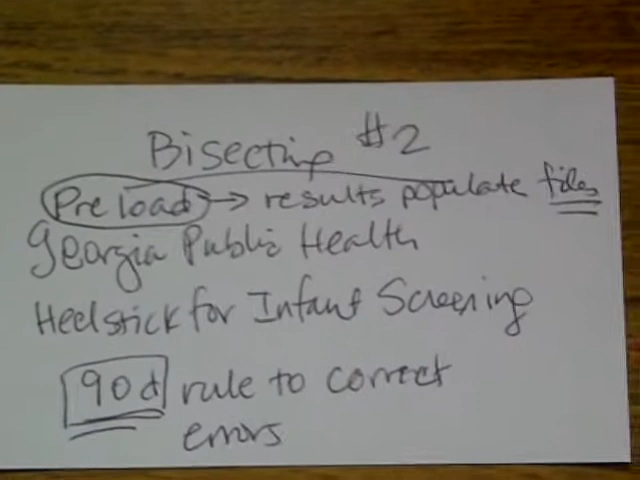 Bisecting #2
Preload → results populate files
Georgia Public Health
Heelstick for Infant Screening
90d rule to correct
errors